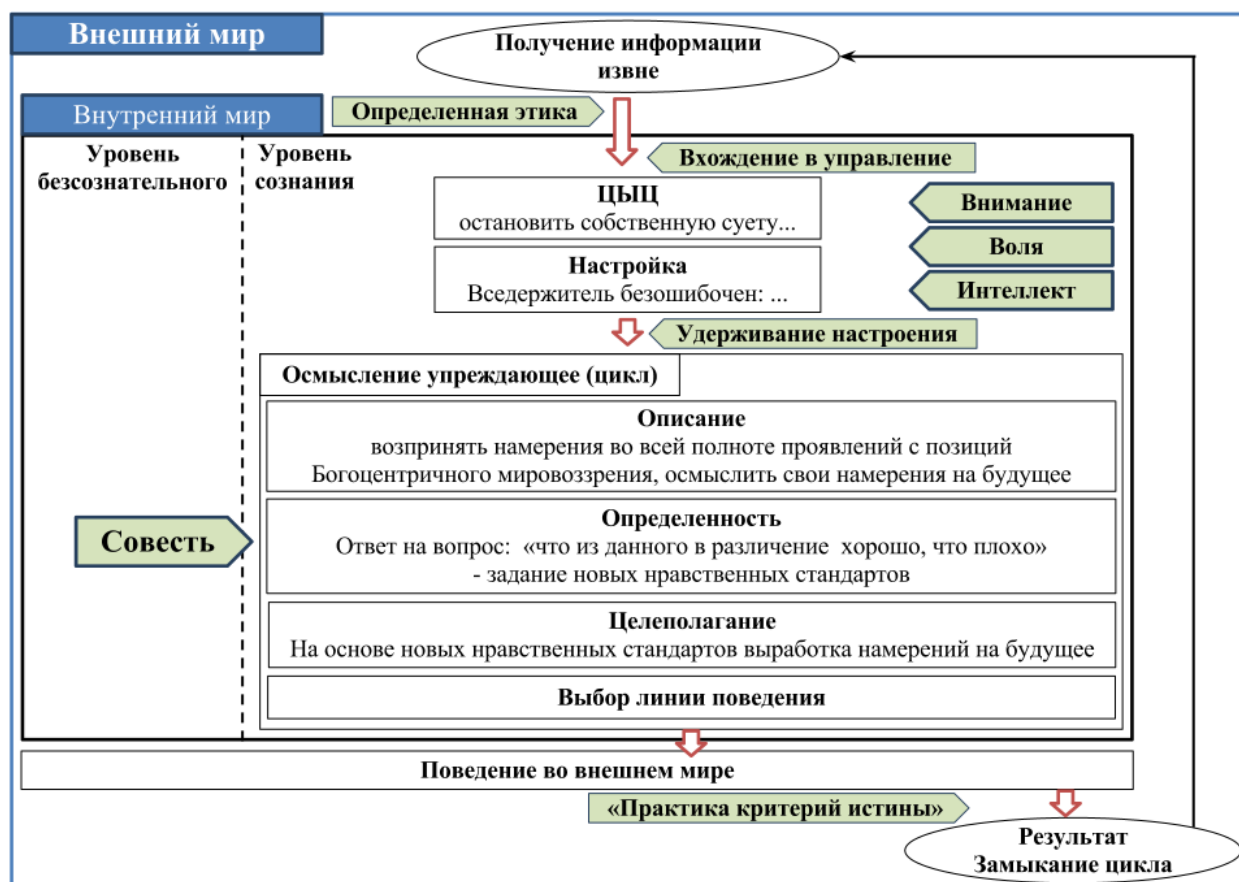 Внешний мир
Получение информации
извне
Внутренний мир
Определенная этика
Уровень
безсознательного
Уровень
сознания
Вхождение в управление
ЦЫЦ
остановить собственную суету...
Внимание
Воля
Настройка
Вседержитель безошибочен: ...
Интеллект
Удерживание настроения
Осмысление упреждающее (цикл)
Описание
возпринять намерения во всей полноте проявлений с позиций
Богоцентричного мировоззрения, осмыслить свои намерения на будущее
Совесть
Определенность
Ответ на вопрос: «что из данного в различение хорошо, что плохо»
- задание новых нравственных стандартов
Целеполагание
На основе новых нравственных стандартов выработка намерений на будущее
Выбор линии поведения
Поведение во внешнем мире
«Практика критерий истины»
Результат
Замыкание цикла